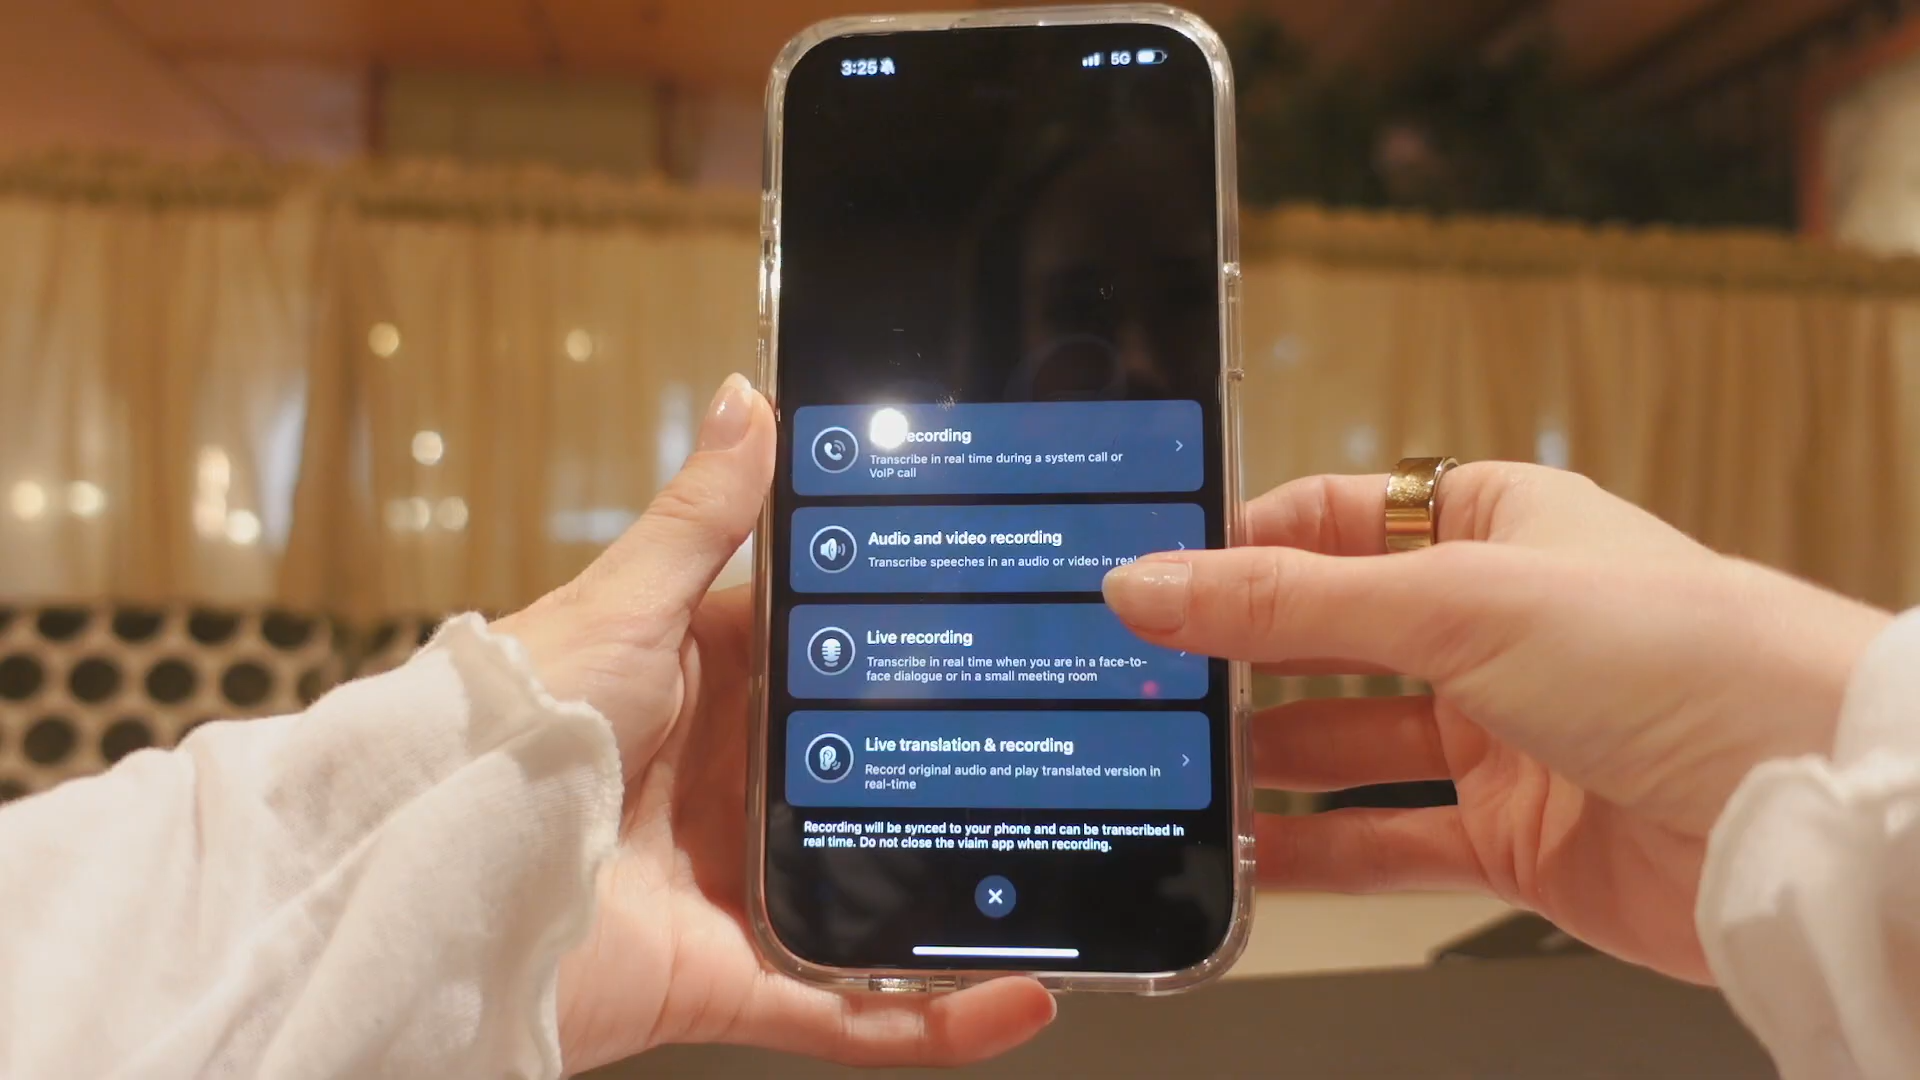 3:25
5G
recording
Transcribe in real time during a system call or
VoIP call
Audio and video recording
Transcribe speeches in an audio or video in real
Live recording
Transcribe in real time when you are in a face-to-
face dialogue or in a small meeting room
Live translation & recording
Record original audio and play translated version in
real-time
Recording will be synced to your phone and can be transcribed in
real time. Do not close the viaim app when recording.